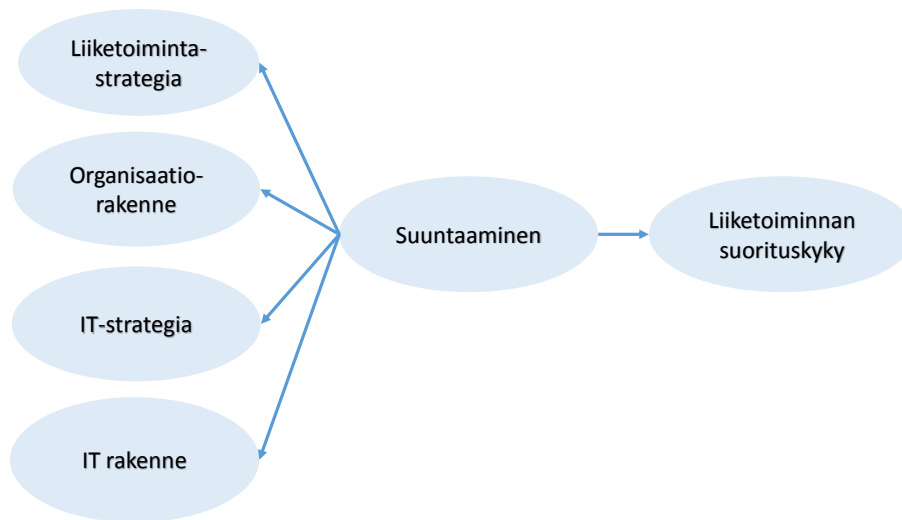 Liiketoiminta-
strategia
Organisaatio-
rakenne
IT-strategia
IT rakenne
Suuntaaminen
Liiketoiminnan
suorituskyky